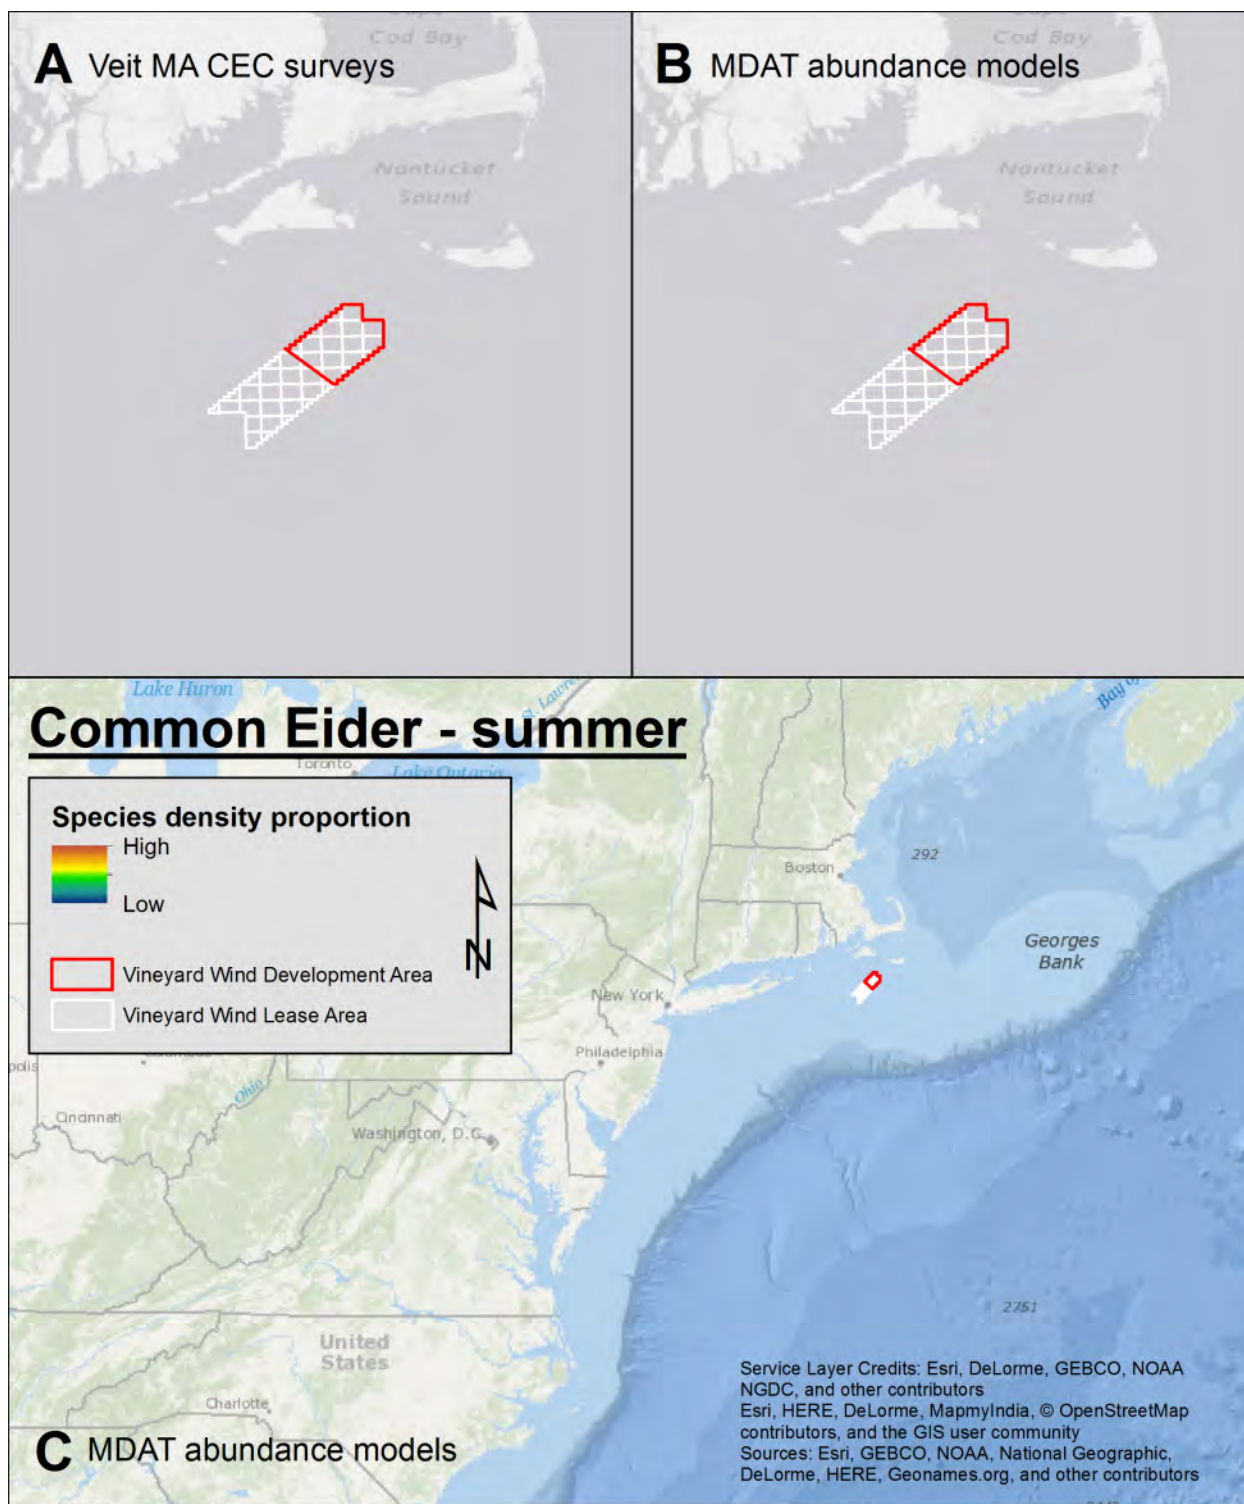 Cod Bay
A Veit MA CEC surveys
Nantucket
Sound
Cod Bay
B MDAT abundance models
Nantucket
Sound
Lake Huron
Bay of
Common Eider - summer
Toronto
Lake Ontario
Species density proportion
High
Low
N
Vineyard Wind Development Area
Vineyard Wind Lease Area
Boston
292
Georges
Bank
New York
Philadelphia
polis
Ohio
Cincinnati
Washington, D.C.
2751
United
States
Charlotte
C MDAT abundance models
Service Layer Credits: Esri, DeLorme, GEBCO, NOAA
NGDC, and other contributors
Esri, HERE, DeLorme, MapmyIndia, © OpenStreetMap
contributors, and the GIS user community
Sources: Esri, GEBCO, NOAA, National Geographic,
DeLorme, HERE, Geonames.org, and other contributors